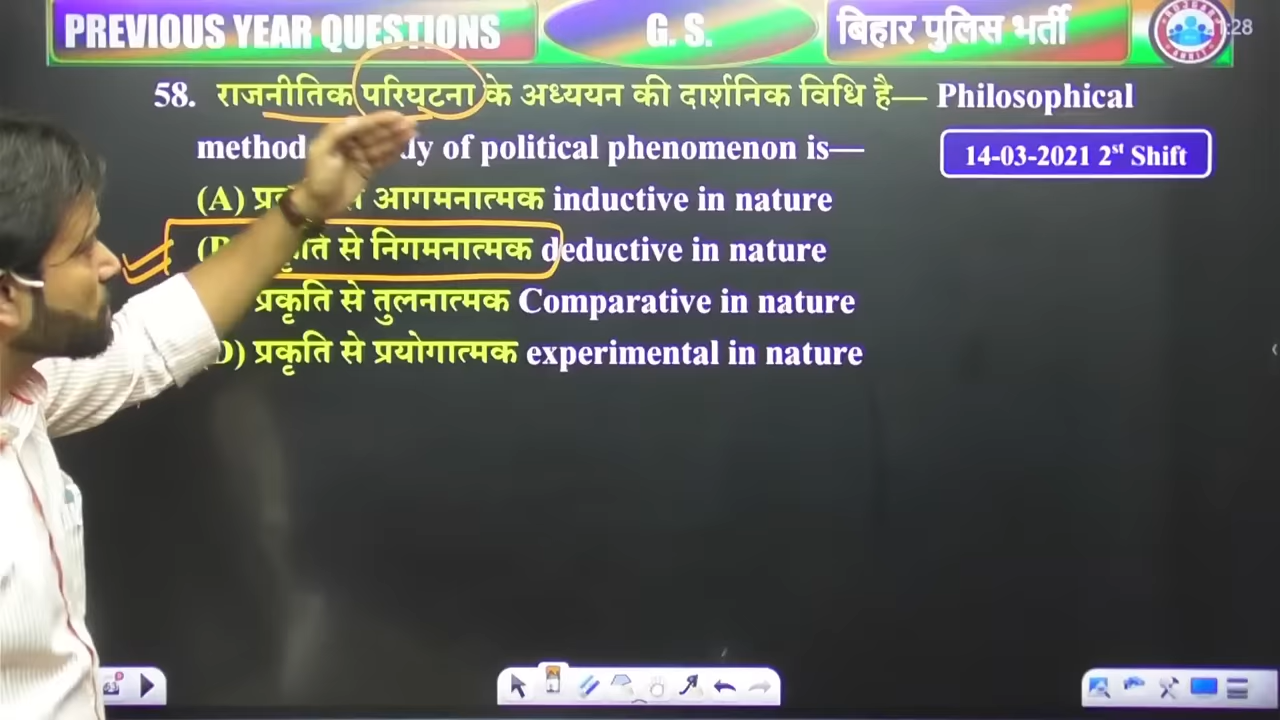 PREVIOUS YEAR QUESTIONS
G. S.
बिहार पुलिस भर्ती
:28
58. राजनीतिक परिघटना के अध्ययन की दार्शनिक विधि है— Philosophical
method of political phenomenon is—
14-03-2021 2ˢᵗ Shift
(A) आगमनात्मक inductive in nature
से निगमनात्मक deductive in nature
प्रकृति से तुलनात्मक Comparative in nature
D) प्रकृति से प्रयोगात्मक experimental in nature